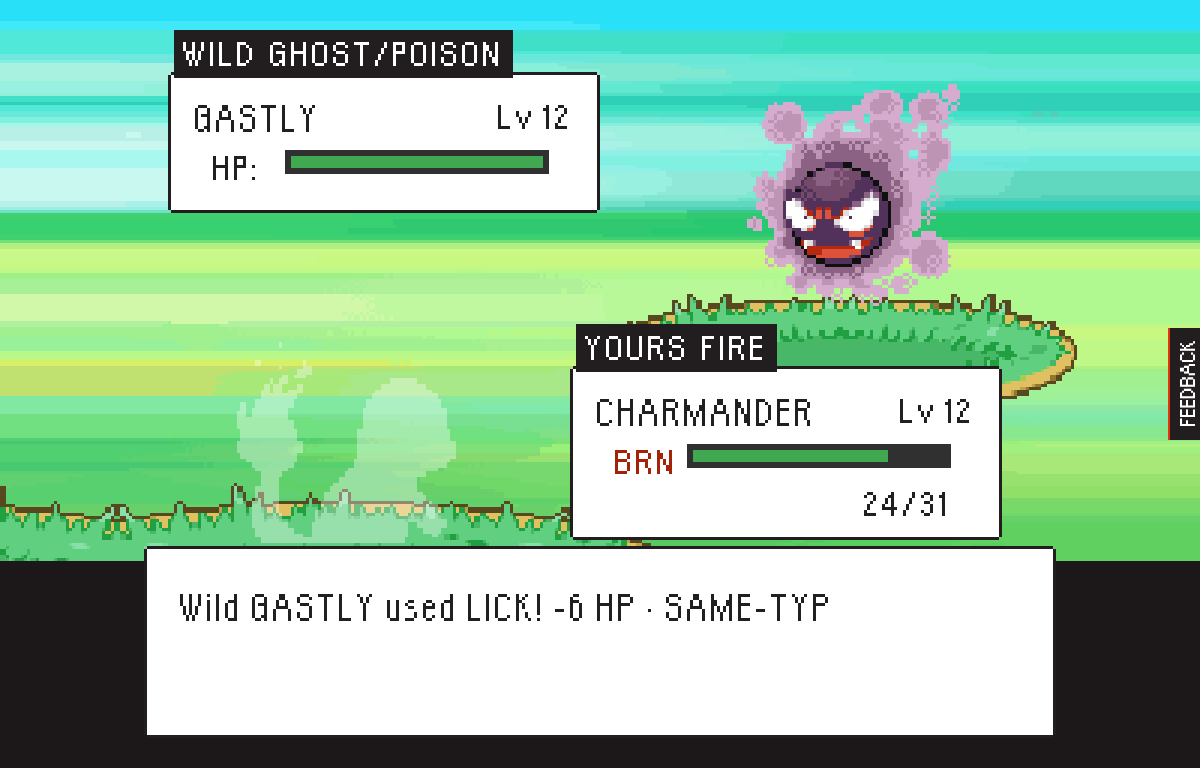 WILD GHOST/POISON
GASTLY Lv 12
HP:
YOURS FIRE
CHARMANDER Lv 12
BRN
24/31
FEEDBACK
Wild GASTLY used LICK! -6 HP · SAME-TYP